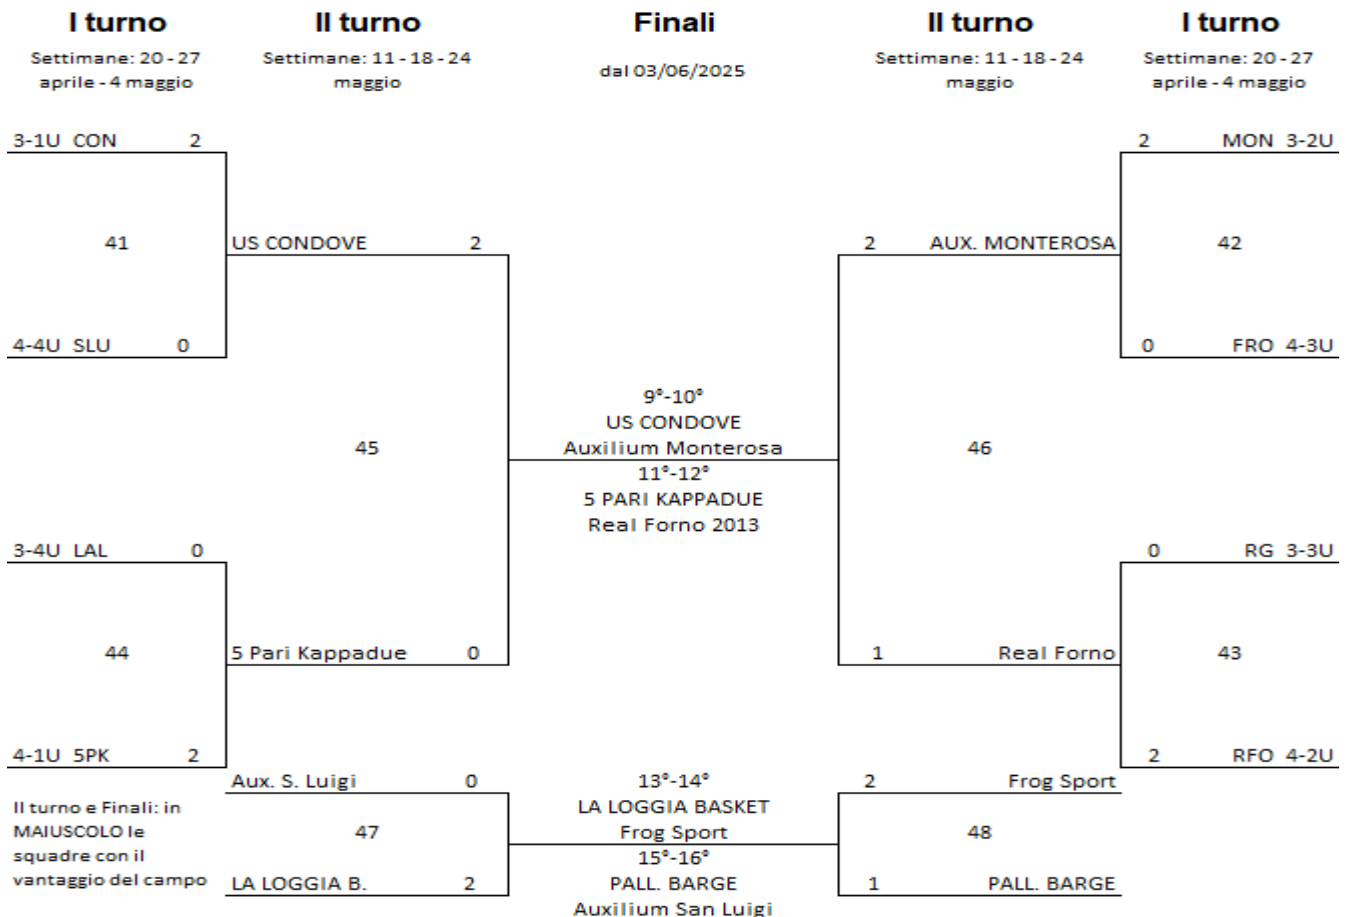 I turno II turno Finali II turno I turno
Settimane: 20 - 27 Settimane: 11 - 18 - 24 Settimane: 11 - 18 - 24 Settimane: 20 - 27
aprile - 4 maggio maggio dal 03/06/2025 maggio aprile - 4 maggio
3-1U CON 2 2 MON 3-2U
41 US CONDOVE 2 2 AUX. MONTEROSA 42
4-4U SLU 0 0 FRO 4-3U
9°-10°
US CONDOVE
45 Auxilium Monterosa 46
11°-12°
5 PARI KAPPADUE
Real Forno 2013
3-4U LAL 0 0 RG 3-3U
44 5 Pari Kappadue 0 1 Real Forno 43
4-1U 5PK 2 2 RFO 4-2U
Aux. S. Luigi 0 13°-14° 2 Frog Sport
II turno e Finali: in LA LOGGIA BASKET
MAIUSCOLO le 47 Frog Sport 48
squadre con il 15°-16°
vantaggio del campo LA LOGGIA B. 2 PALL. BARGE 1 PALL. BARGE
Auxilium San Luigi